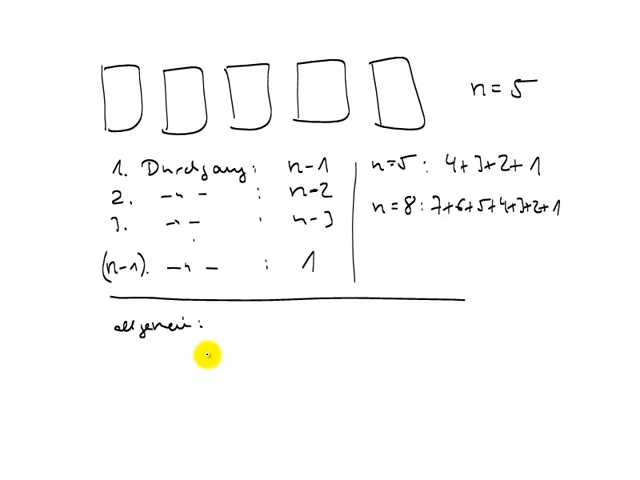 n = 5
1. Durchgang: n-1
2. -"- : n-2
3. -"- : n-3
(n-1). -"- : 1
n=5: 4+3+2+1
n=8: 7+6+5+4+3+2+1
allgemein: